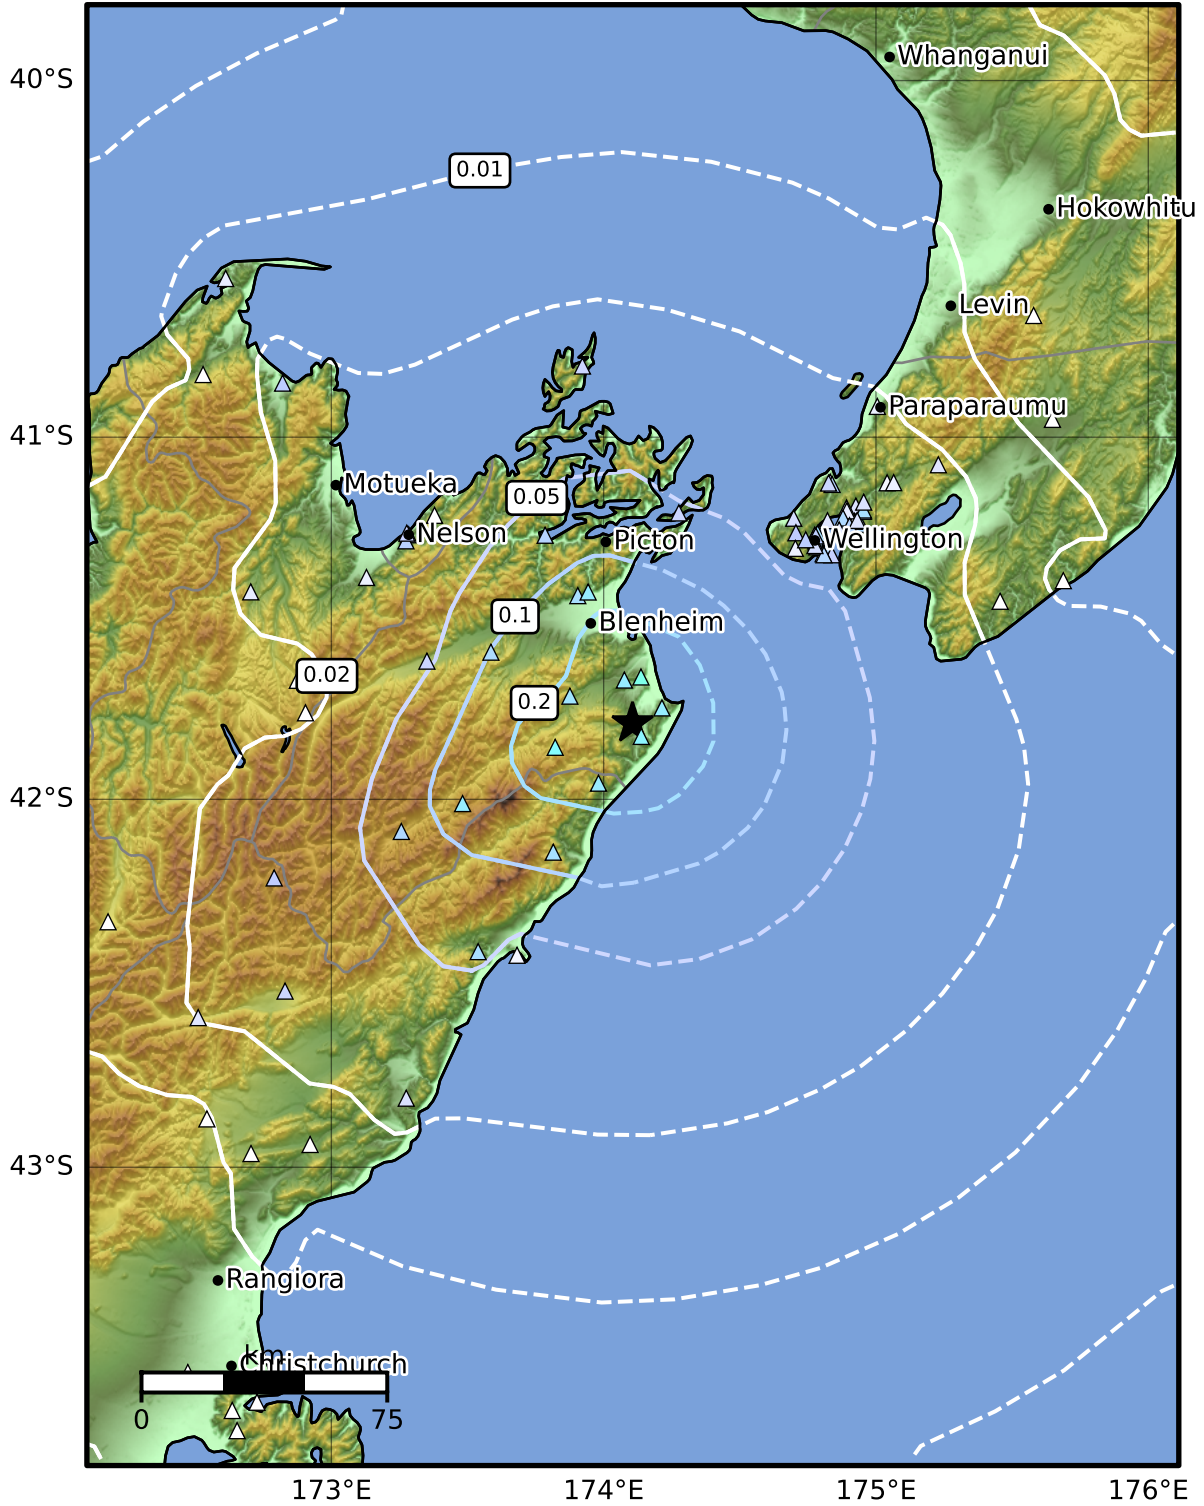 Whanganui
40°S
0.01
Hokowhitu
Levin
Paraparaumu
41°S
Motueka
0.05
Nelson
Picton
Wellington
0.1
Blenheim
0.02
0.2
42°S
43°S
Rangiora
km
Christchurch
0
75
173°E
174°E
175°E
176°E